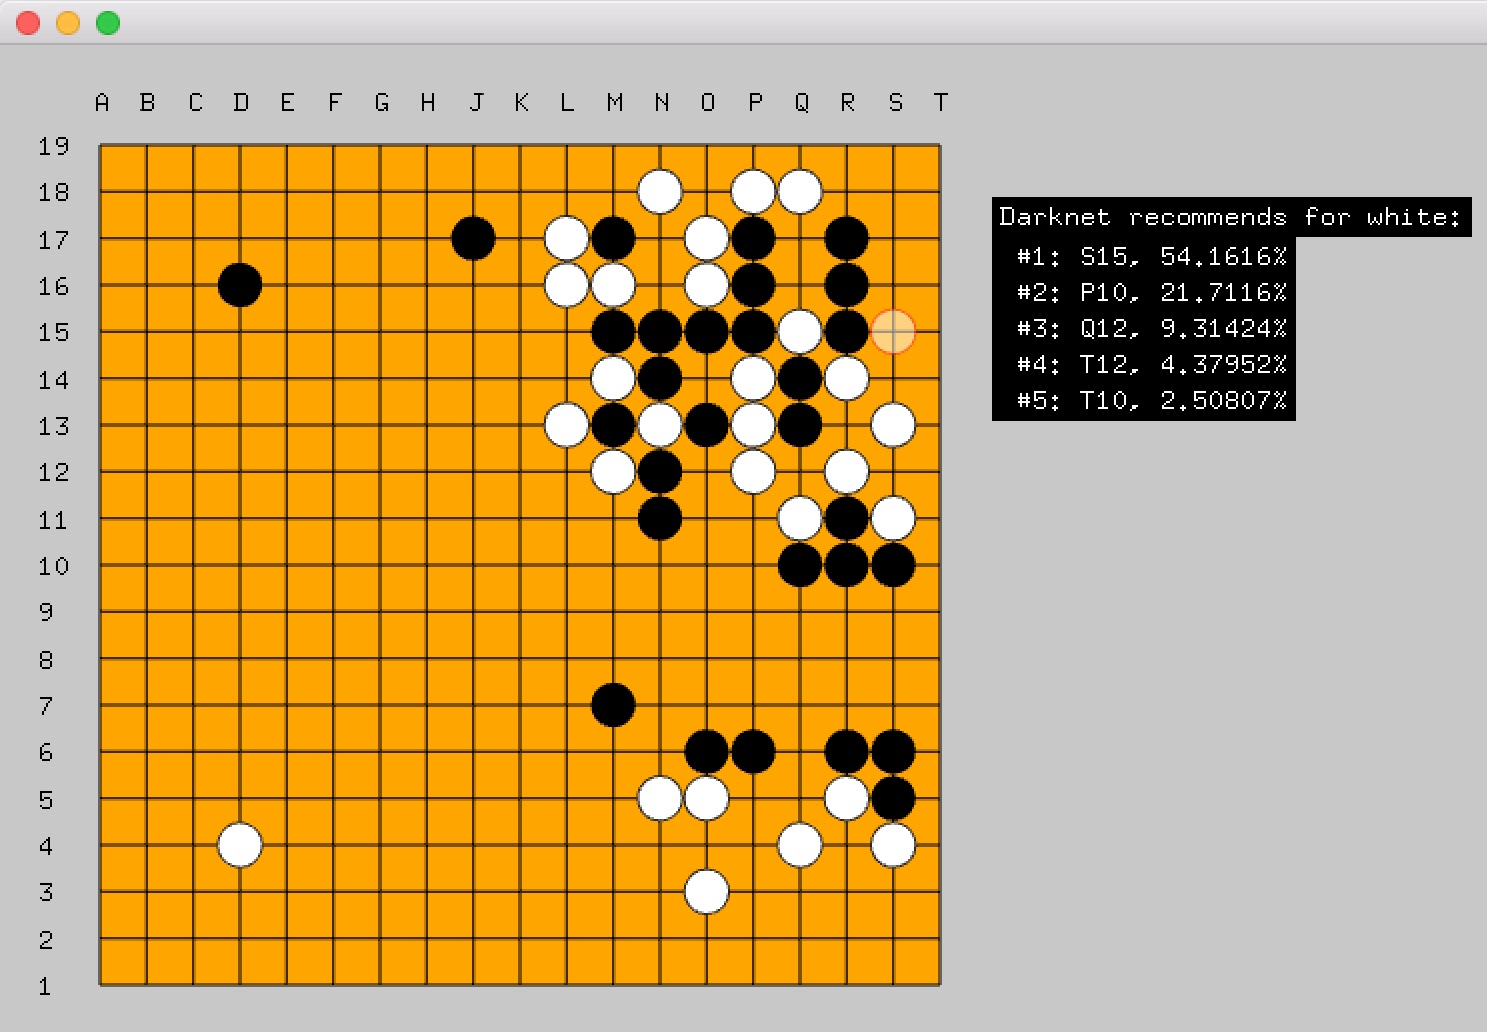 A B C D E F G H J K L M N O P Q R S T
19
18
17
16
15
14
13
12
11
10
9
8
7
6
5
4
3
2
1
Darknet recommends for white:
#1: S15, 54.1616%
#2: P10, 21.7116%
#3: Q12, 9.31424%
#4: T12, 4.37952%
#5: T10, 2.50807%